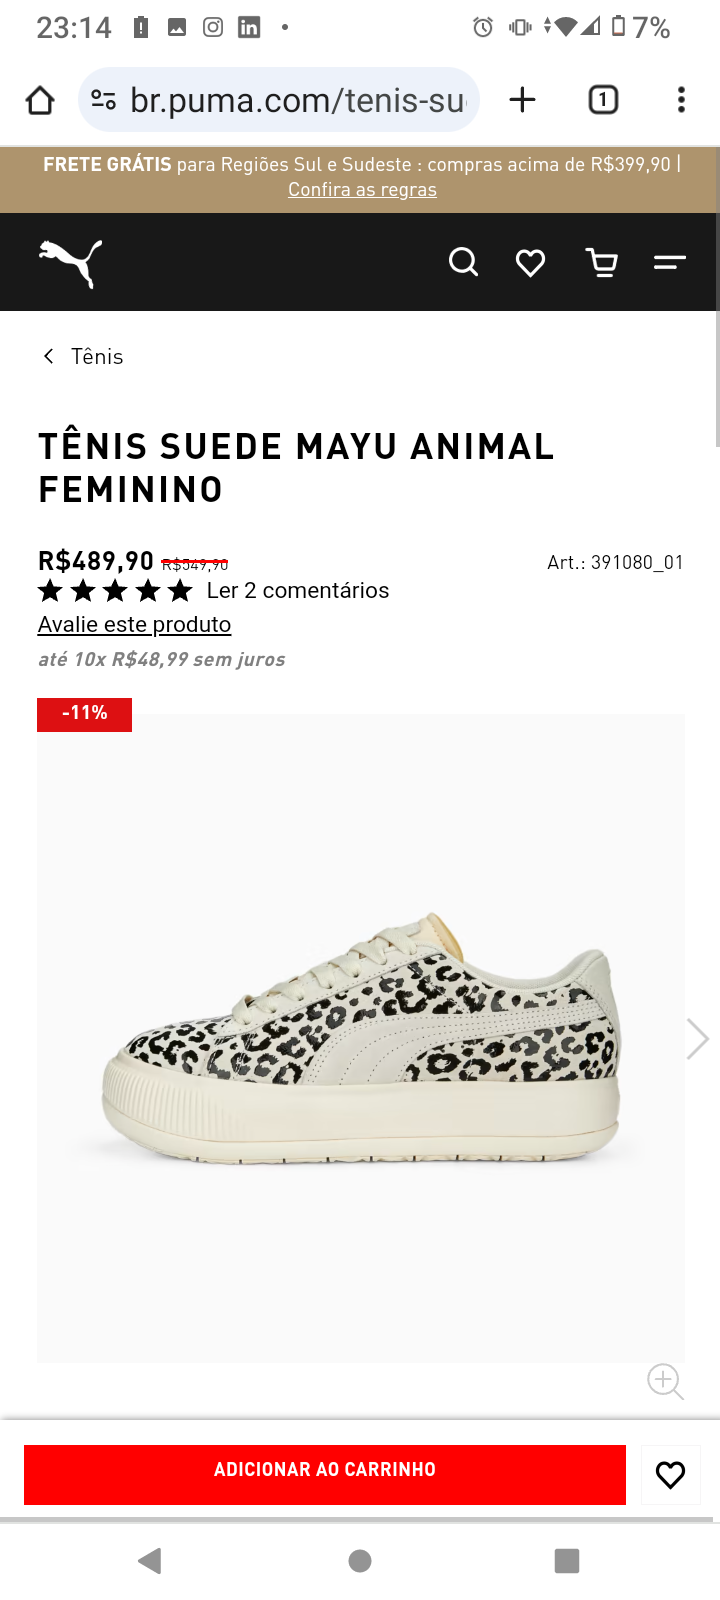 23:14
7%
br.puma.com/tenis-su
1
FRETE GRÁTIS para Regiões Sul e Sudeste : compras acima de R$399,90 |
Confira as regras
Tênis
TÊNIS SUEDE MAYU ANIMAL
FEMININO
R$489,90 R$549,90
Art.: 391080_01
Ler 2 comentários
Avalie este produto
até 10x R$48,99 sem juros
-11%
ADICIONAR AO CARRINHO